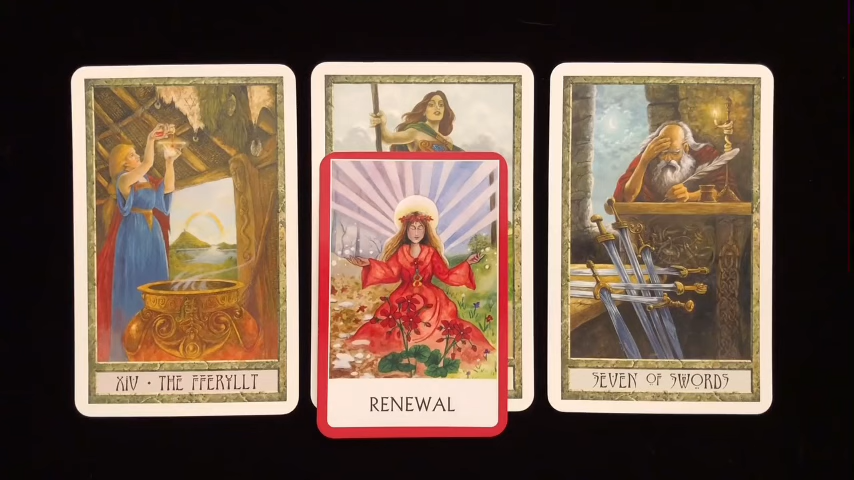 XIV · THE FFERYLLT
RENEWAL
SEVEN OF SWORDS